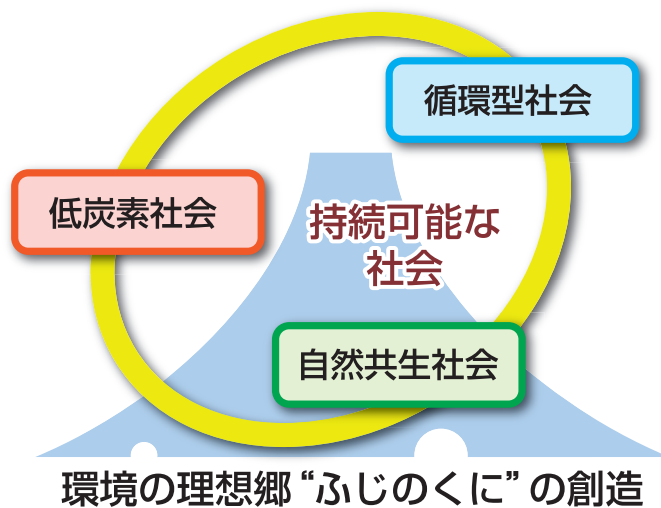 循環型社会
低炭素社会
持続可能な
社会
自然共生社会
環境の理想郷“ふじのくに”の創造